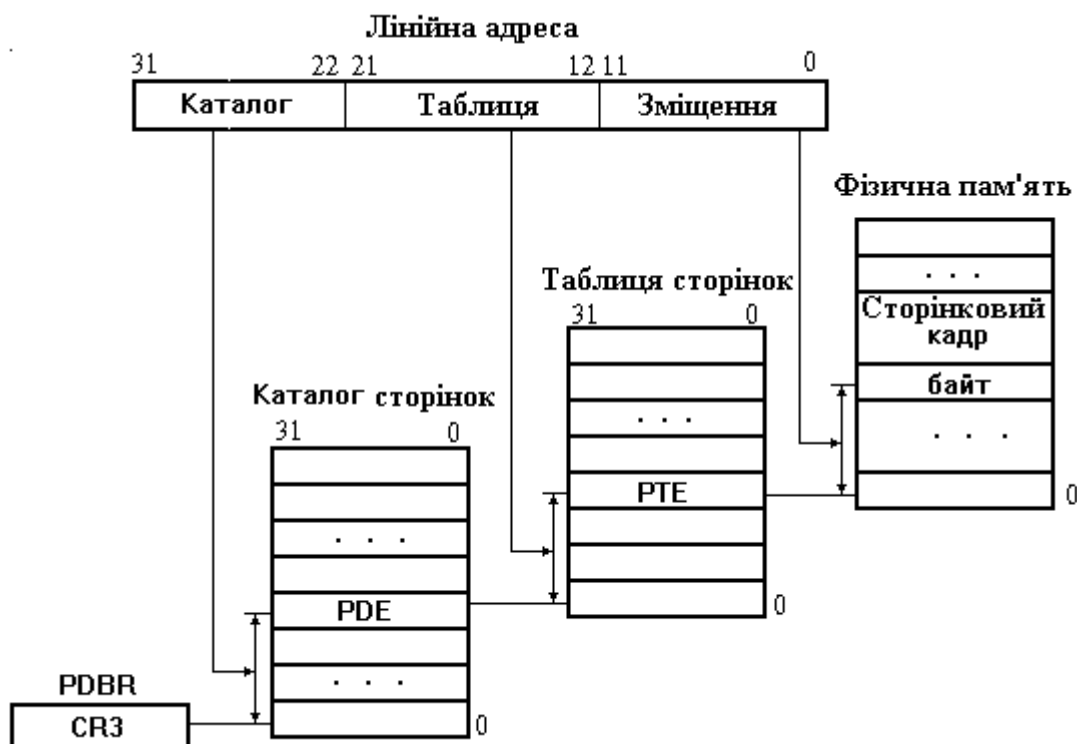 Лінійна адреса
31 22 21 12 11 0
Каталог Таблиця Зміщення
Фізична пам'ять
. . .
Таблиця сторінок
31 0
Сторінковий
кадр
байт
. . .
Каталог сторінок
31 0
. . .
PTE
0
. . .
PDE
0
. . .
PDBR
CR3
0